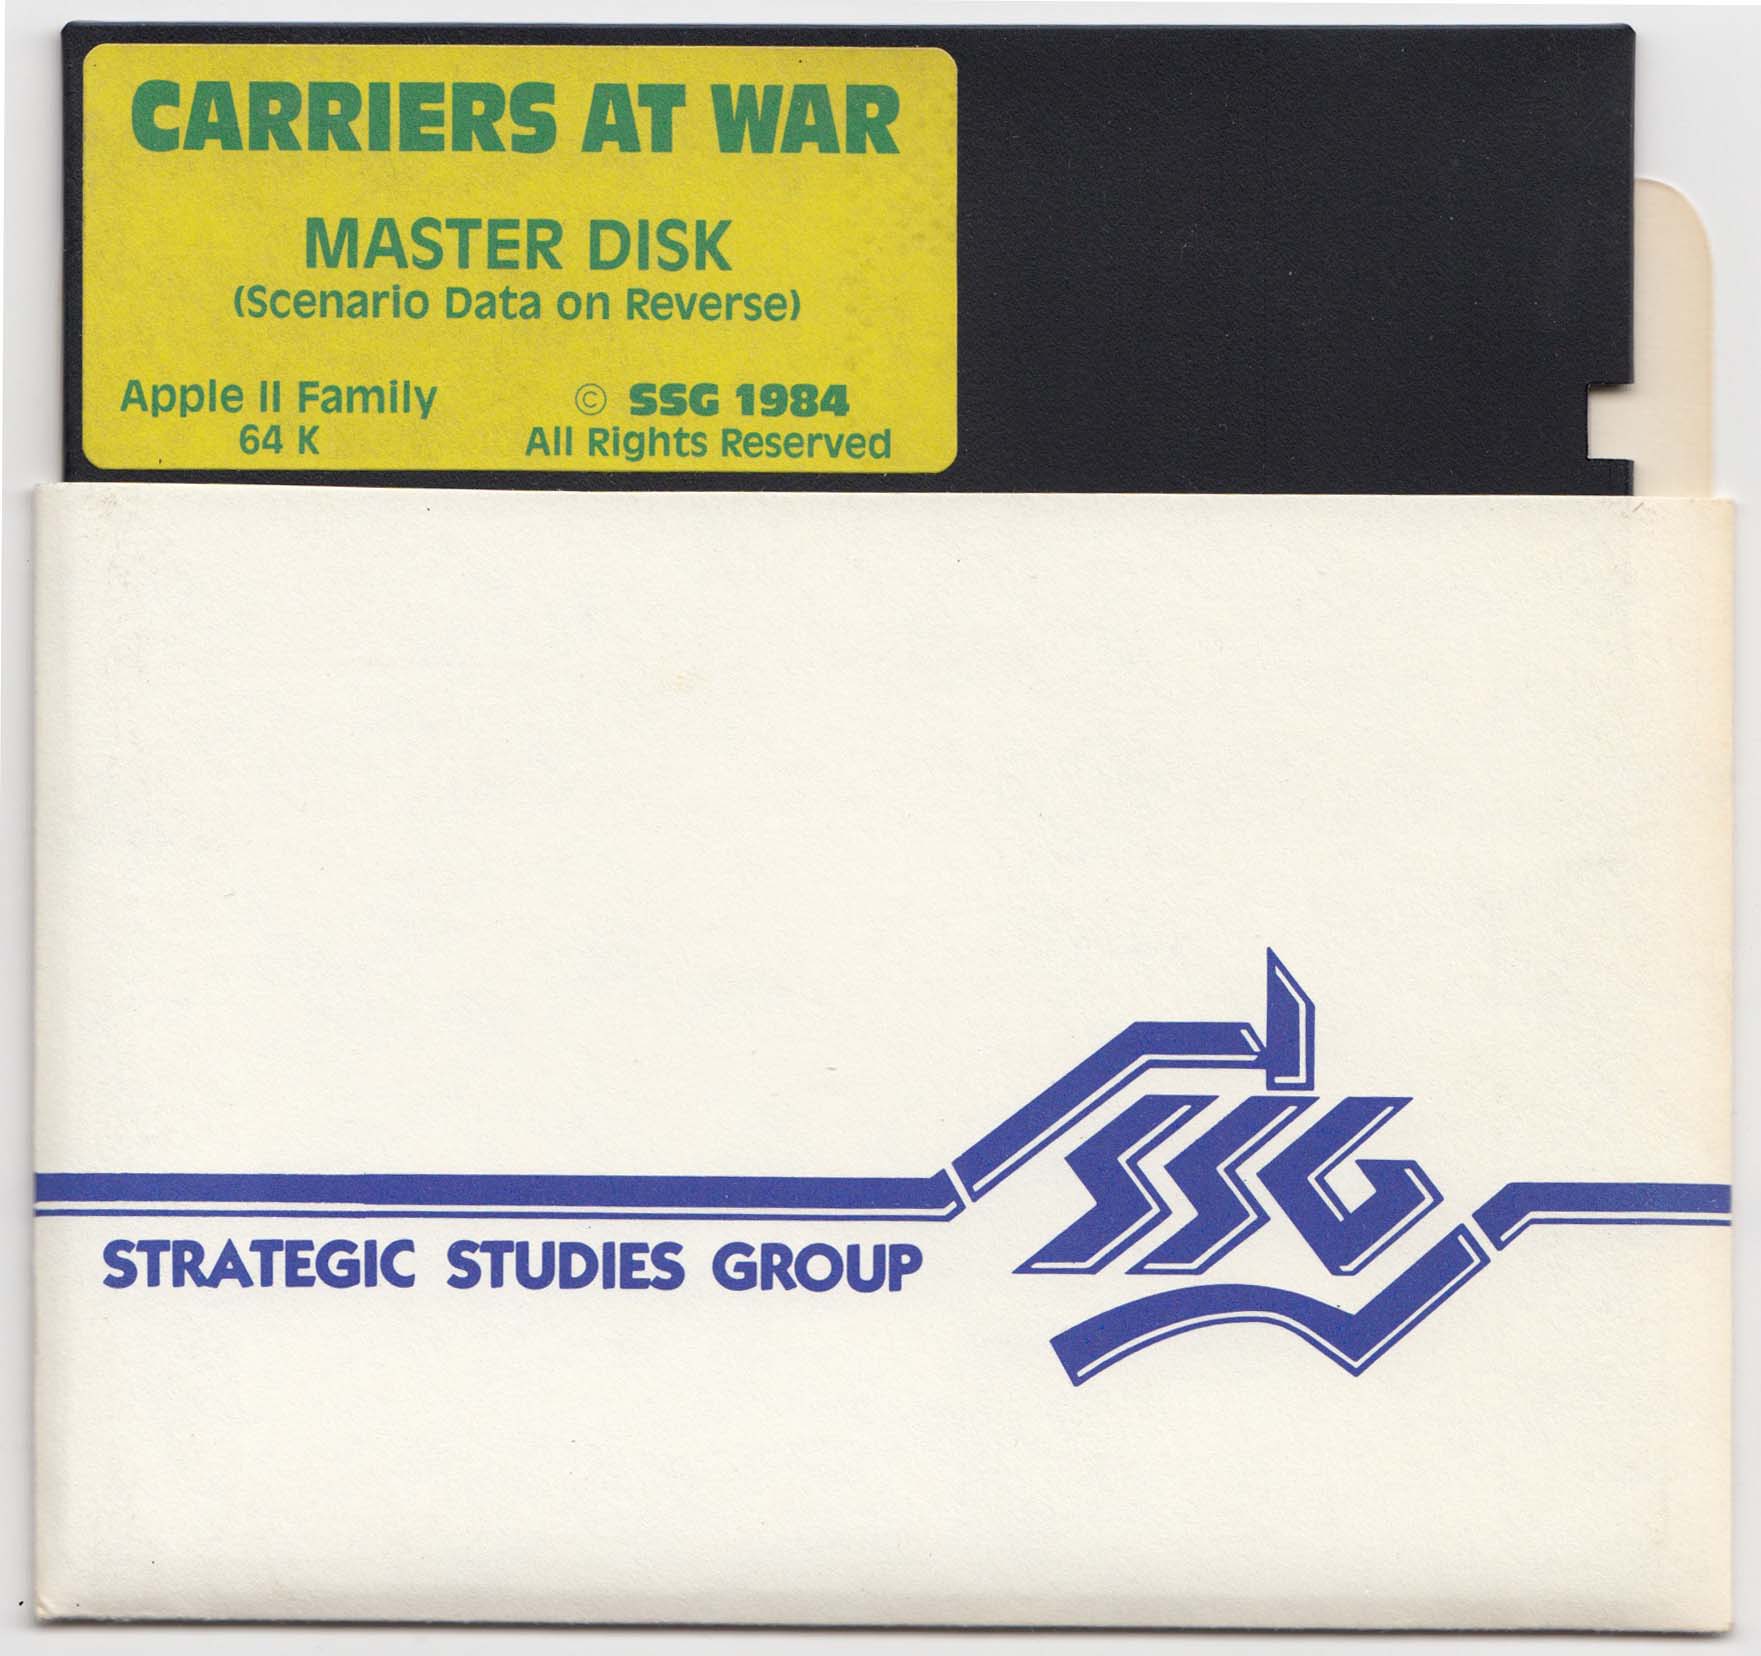 CARRIERS AT WAR
MASTER DISK
(Scenario Data on Reverse)
Apple II Family
64 K
© SSG 1984
All Rights Reserved
SSG
STRATEGIC STUDIES GROUP